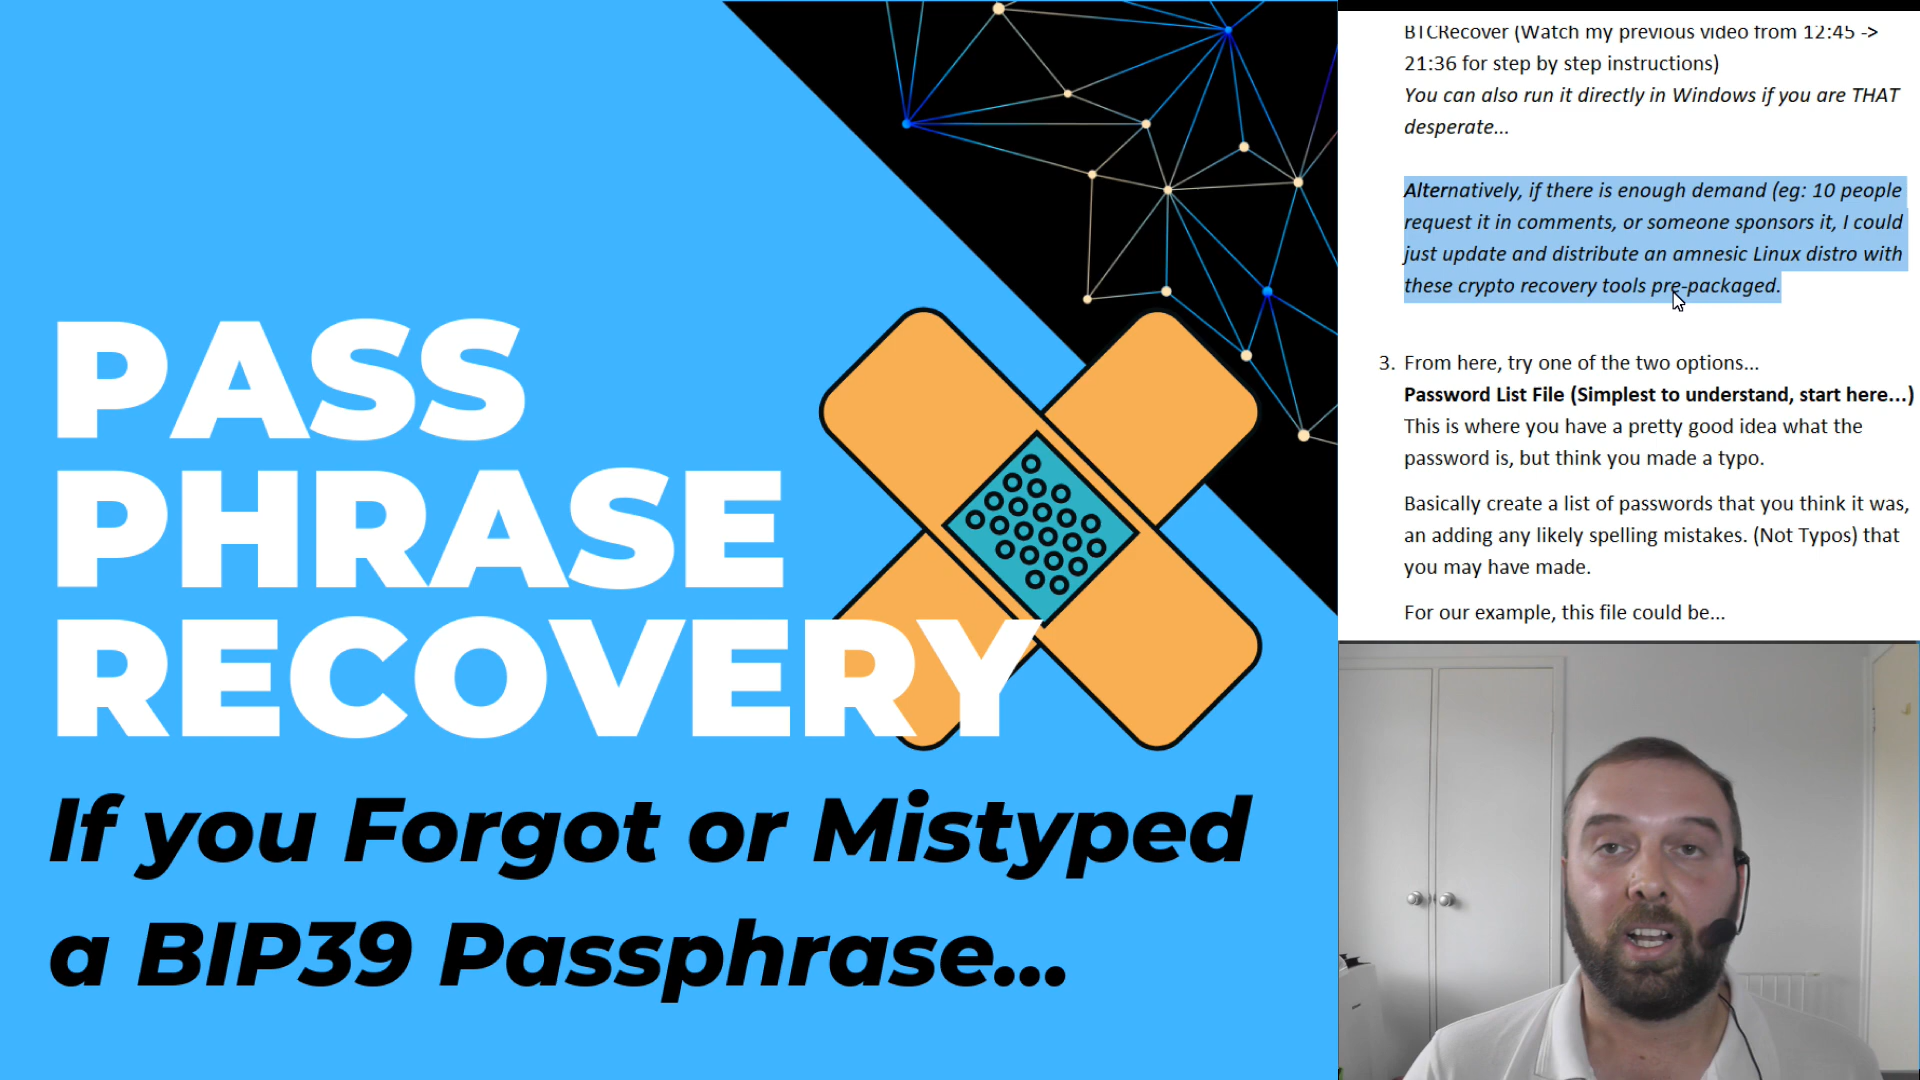 PASS
PHRASE
RECOVERY
If you Forgot or Mistyped
a BIP39 Passphrase...
BTCRecover (Watch my previous video from 12:45 ->
21:36 for step by step instructions)
You can also run it directly in Windows if you are THAT
desperate...
Alternatively, if there is enough demand (eg: 10 people
request it in comments, or someone sponsors it, I could
just update and distribute an amnesic Linux distro with
these crypto recovery tools pre-packaged.
3. From here, try one of the two options...
Password List File (Simplest to understand, start here...)
This is where you have a pretty good idea what the
password is, but think you made a typo.
Basically create a list of passwords that you think it was,
an adding any likely spelling mistakes. (Not Typos) that
you may have made.
For our example, this file could be...